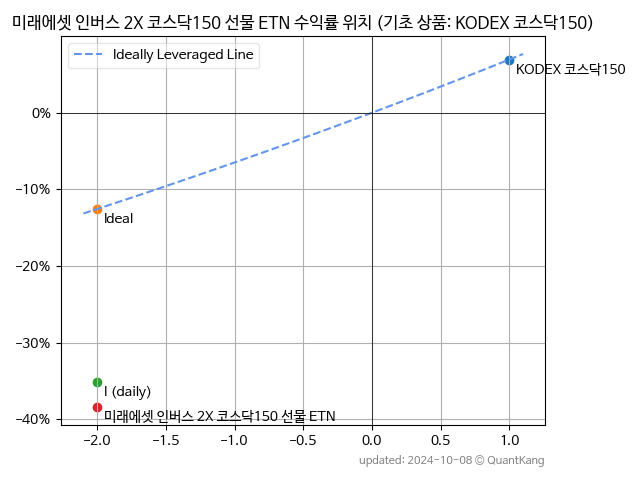 미래에셋 인버스 2X 코스닥150 선물 ETN 수익률 위치 (기초 상품: KODEX 코스닥150)
Ideally Leveraged Line
KODEX 코스닥150
0%
−10%
Ideal
−20%
−30%
I (daily)
미래에셋 인버스 2X 코스닥150 선물 ETN
−40%
−2.0 −1.5 −1.0 −0.5 0.0 0.5 1.0
updated: 2024-10-08 © QuantKang